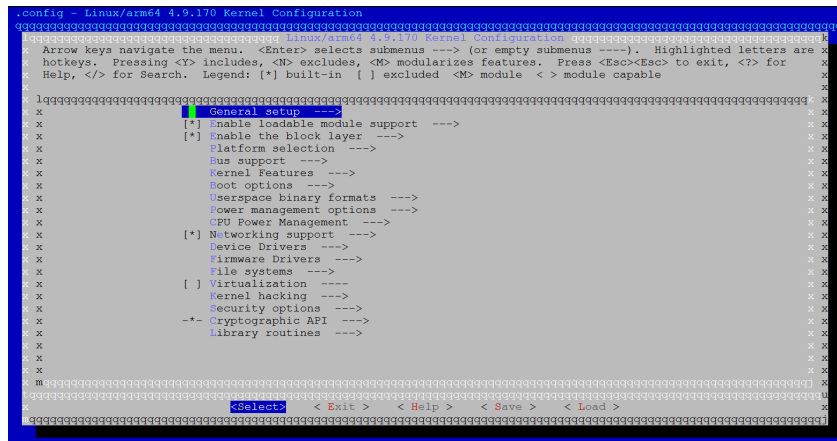 .config - Linux/arm64 4.9.170 Kernel Configuration
Linux/arm64 4.9.170 Kernel Configuration
Arrow keys navigate the menu. <Enter> selects submenus ---> (or empty submenus ----). Highlighted letters are
hotkeys. Pressing <Y> includes, <N> excludes, <M> modularizes features. Press <Esc><Esc> to exit, <?> for
Help, </> for Search. Legend: [*] built-in [ ] excluded <M> module < > module capable
General setup --->
[*] Enable loadable module support --->
[*] Enable the block layer --->
Platform selection --->
Bus support --->
Kernel Features --->
Boot options --->
Userspace binary formats --->
Power management options --->
CPU Power Management --->
[*] Networking support --->
Device Drivers --->
Firmware Drivers --->
File systems --->
[ ] Virtualization ----
Kernel hacking --->
Security options --->
-*- Cryptographic API --->
Library routines --->
<Select> < Exit > < Help > < Save > < Load >